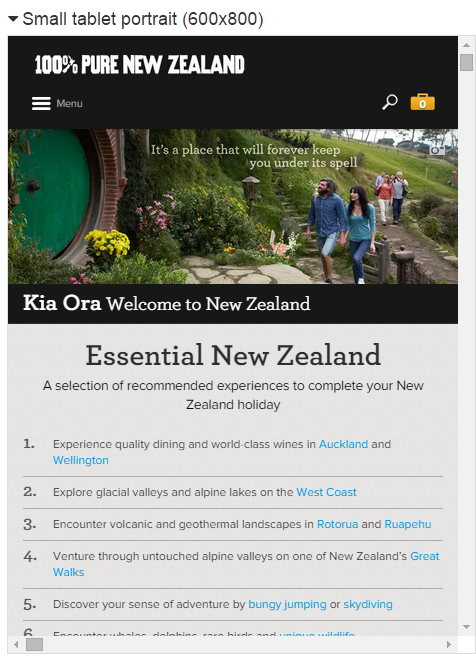 Small tablet portrait (600x800)
100% PURE NEW ZEALAND
Menu
0
It's a place that will forever keep
you under its spell
Kia Ora Welcome to New Zealand
Essential New Zealand
A selection of recommended experiences to complete your New
Zealand holiday
1. Experience quality dining and world-class wines in Auckland and
Wellington
2. Explore glacial valleys and alpine lakes on the West Coast
3. Encounter volcanic and geothermal landscapes in Rotorua and Ruapehu
4. Venture through untouched alpine valleys on one of New Zealand's Great
Walks
5. Discover your sense of adventure by bungy jumping or skydiving
6. Encounter whales, dolphins, rare birds and unique wildlife